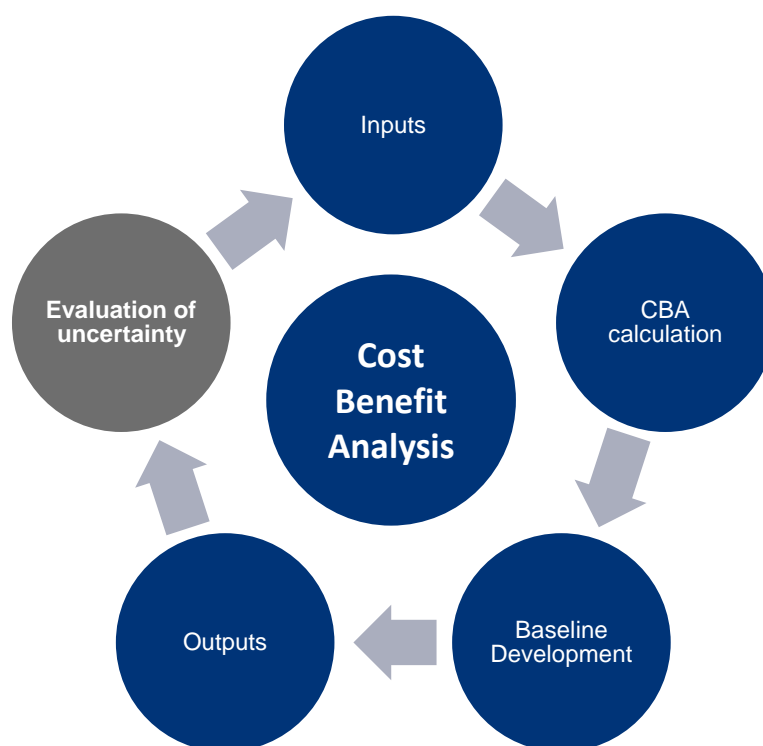 Inputs
CBA
calculation
Baseline
Development
Outputs
Evaluation of
uncertainty
Cost
Benefit
Analysis